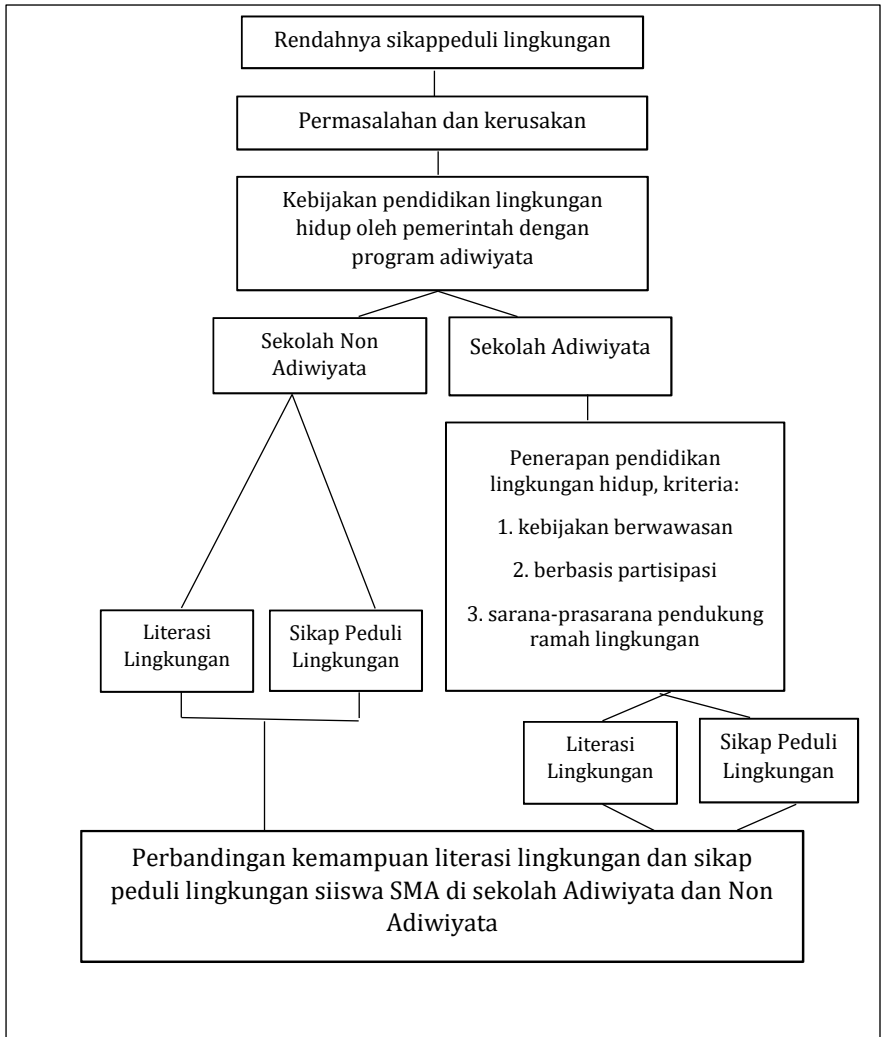 Rendahnya sikappeduli lingkungan
Permasalahan dan kerusakan
Kebijakan pendidikan lingkungan
hidup oleh pemerintah dengan
program adiwiyata
Sekolah Non
Adiwiyata
Sekolah Adiwiyata
Penerapan pendidikan
lingkungan hidup, kriteria:
1. kebijakan berwawasan
2. berbasis partisipasi
3. sarana-prasarana pendukung
ramah lingkungan
Literasi
Lingkungan
Sikap Peduli
Lingkungan
Literasi
Lingkungan
Sikap Peduli
Lingkungan
Perbandingan kemampuan literasi lingkungan dan sikap
peduli lingkungan siiswa SMA di sekolah Adiwiyata dan Non
Adiwiyata